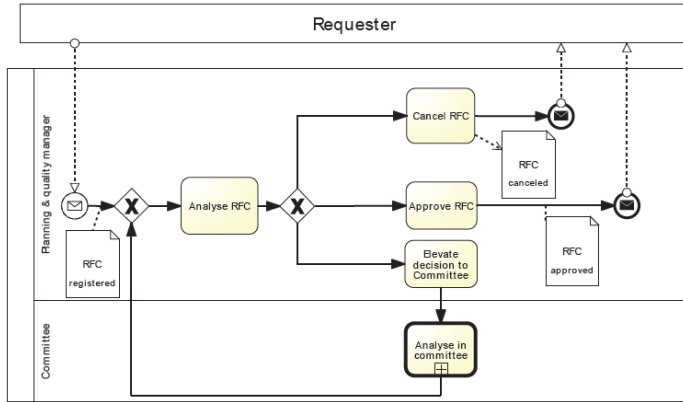 Requester
Planning & quality manager
Cancel RFC
RFC
canceled
X
Analyse RFC
X
Approve RFC
RFC
registered
Elevate
decision to
Committee
RFC
approved
Committee
Analyse in
committee